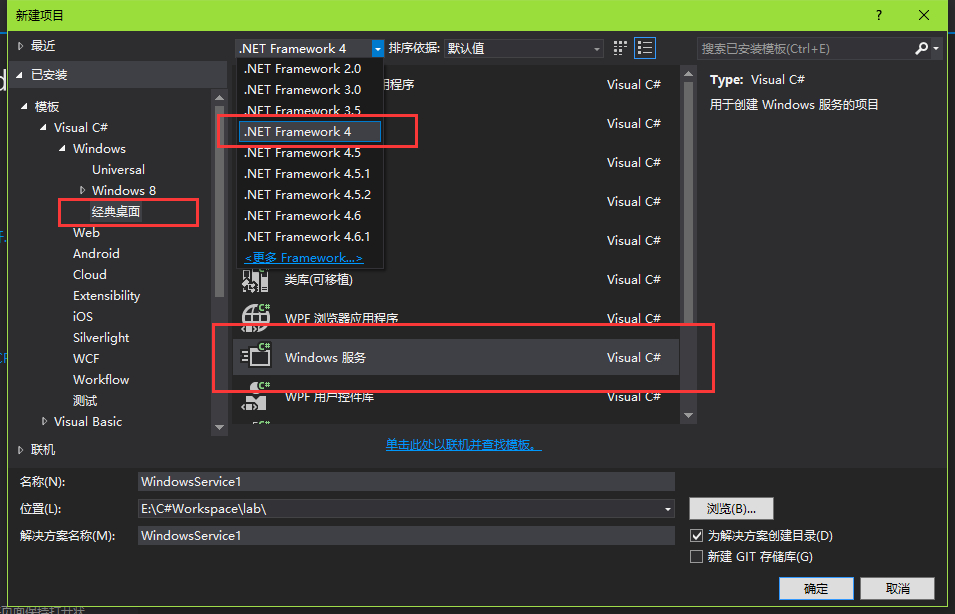 新建项目
?
最近
.NET Framework 4
排序依据:
默认值
搜索已安装模板(Ctrl+E)
已安装
模板
Visual C#
Windows
Universal
Windows 8
经典桌面
Web
Android
Cloud
Extensibility
iOS
Silverlight
WCF
Workflow
测试
Visual Basic
联机
.NET Framework 2.0
.NET Framework 3.0
.NET Framework 3.5
.NET Framework 4
.NET Framework 4.5
.NET Framework 4.5.1
.NET Framework 4.5.2
.NET Framework 4.6
.NET Framework 4.6.1
<更多 Framework...>
用程序 Visual C#
Visual C#
Visual C#
Visual C#
Visual C#
类库(可移植) Visual C#
WPF 浏览器应用程序 Visual C#
Windows 服务 Visual C#
WPF 用户控件库 Visual C#
单击此处以联机并查找模板。
Type: Visual C#
用于创建 Windows 服务的项目
名称(N): WindowsService1
位置(L): E:\C#Workspace\lab\
浏览(B)...
解决方案名称(M): WindowsService1
为解决方案创建目录(D)
新建 GIT 存储库(G)
确定
取消